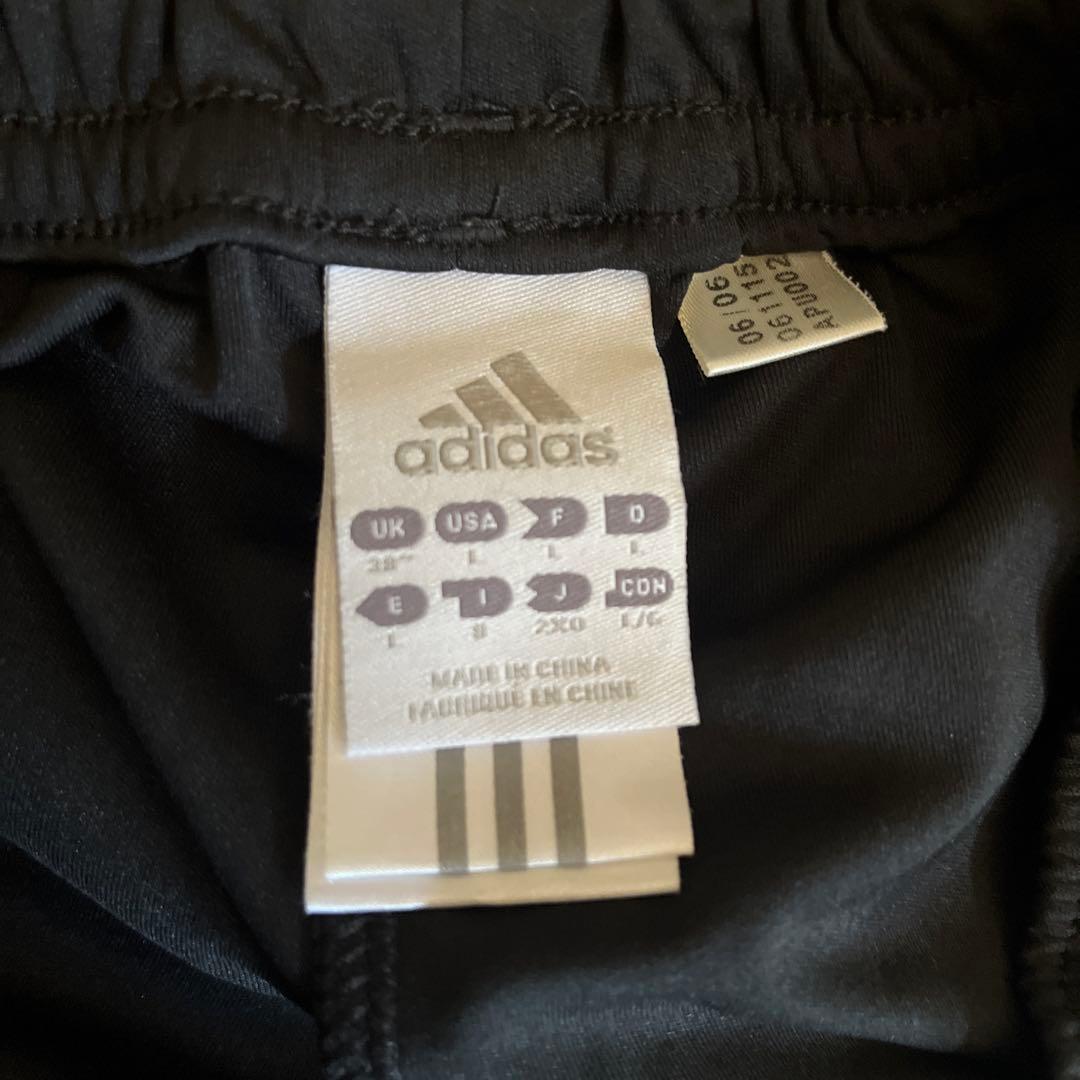 adidas
UK USA F D
38" L L L
E I J CDN
L 8 2XO L/G
MADE IN CHINA
FABRIQUÉ EN CHINE
06 06
061115
APU002